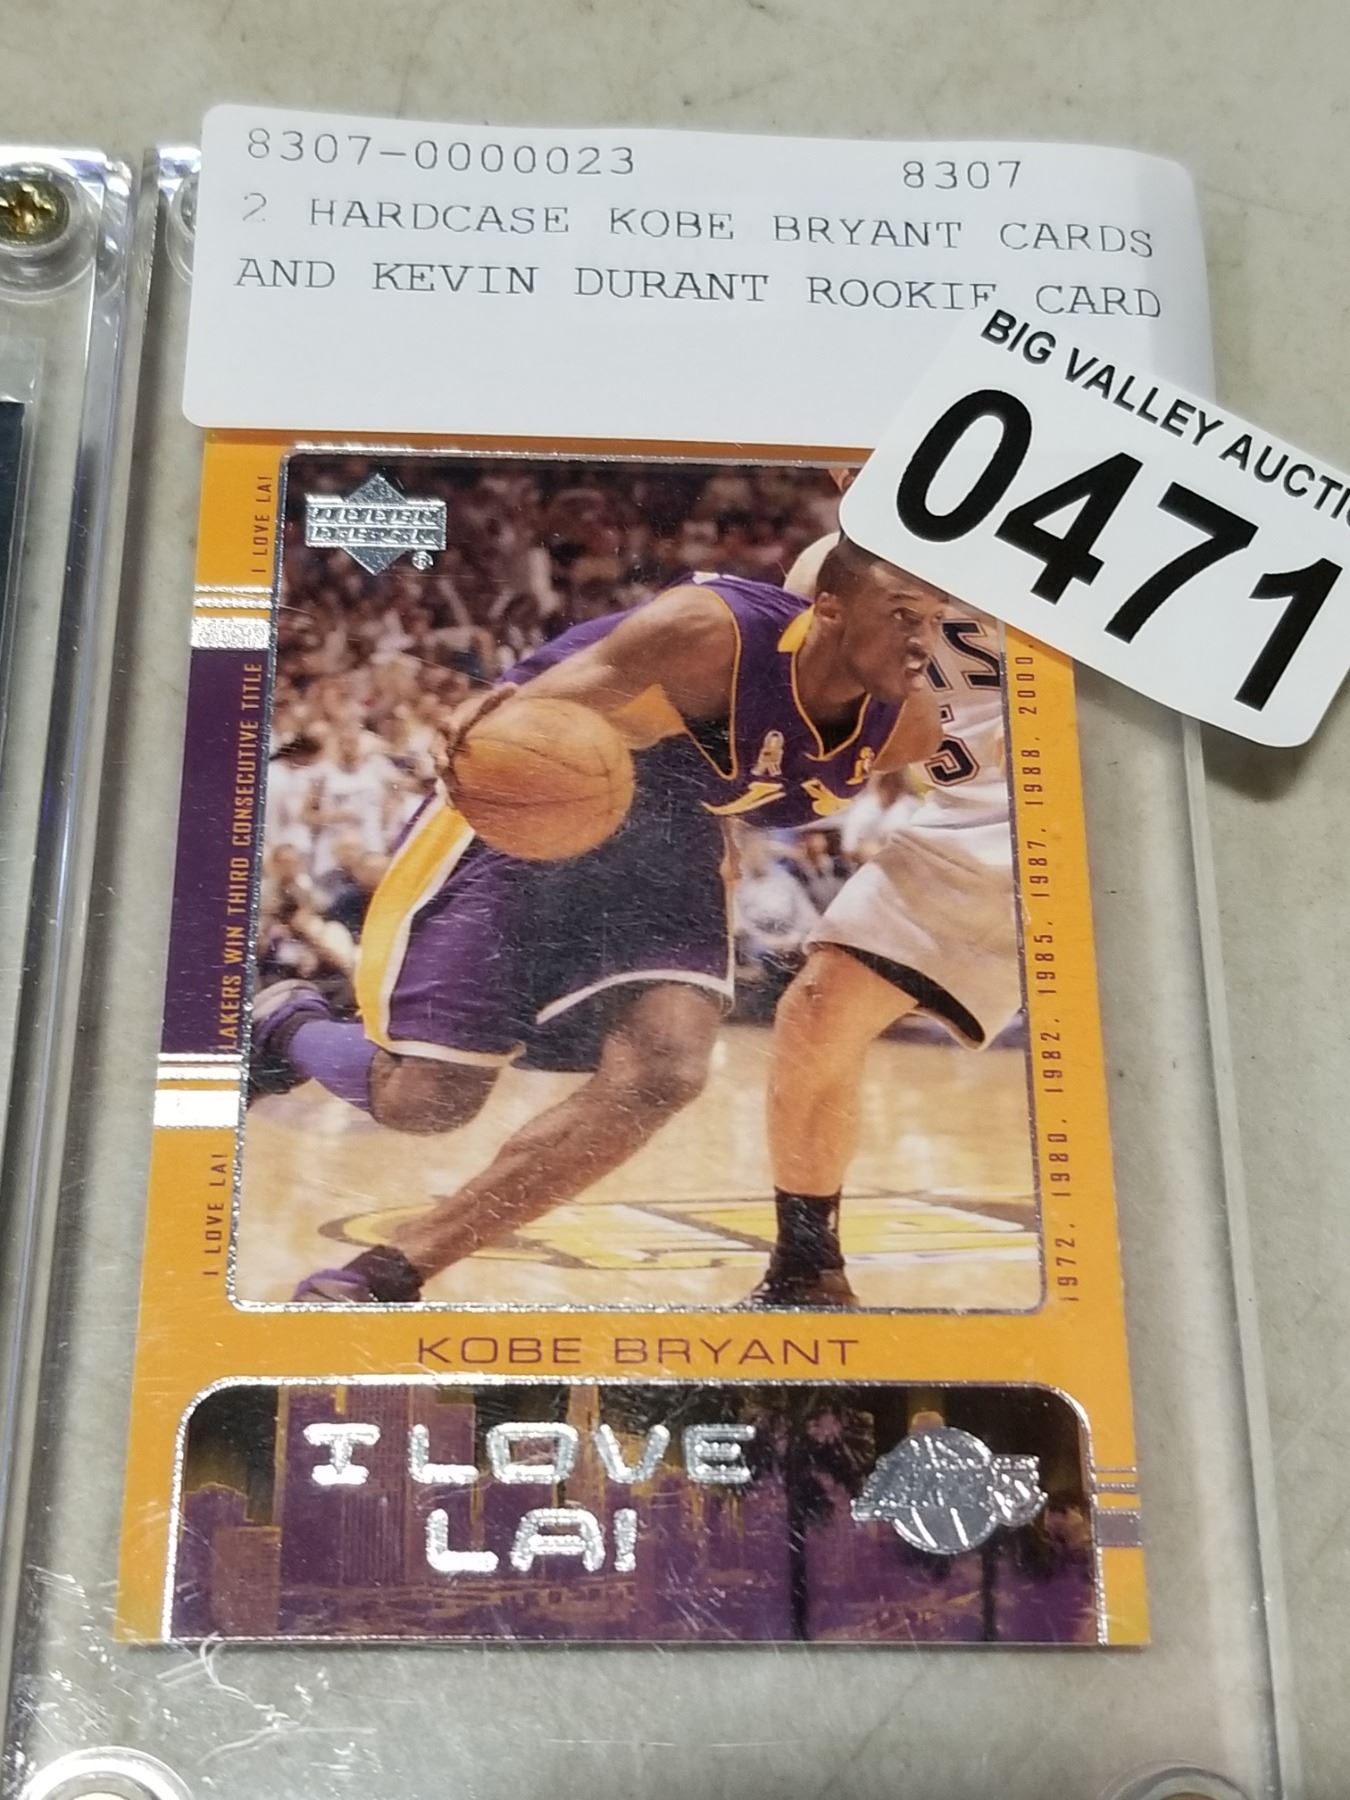 8307-0000023 8307
2 HARDCASE KOBE BRYANT CARDS
AND KEVIN DURANT ROOKIE CARD
BIG VALLEY AUCTIO
0471
UPPER
DECK
®
I LOVE LA!
LAKERS WIN THIRD CONSECUTIVE TITLE
I LOVE LA!
1972. 1980. 1982. 1985. 1987. 1988. 2000.
5
KOBE BRYANT
I LOVE
LA!